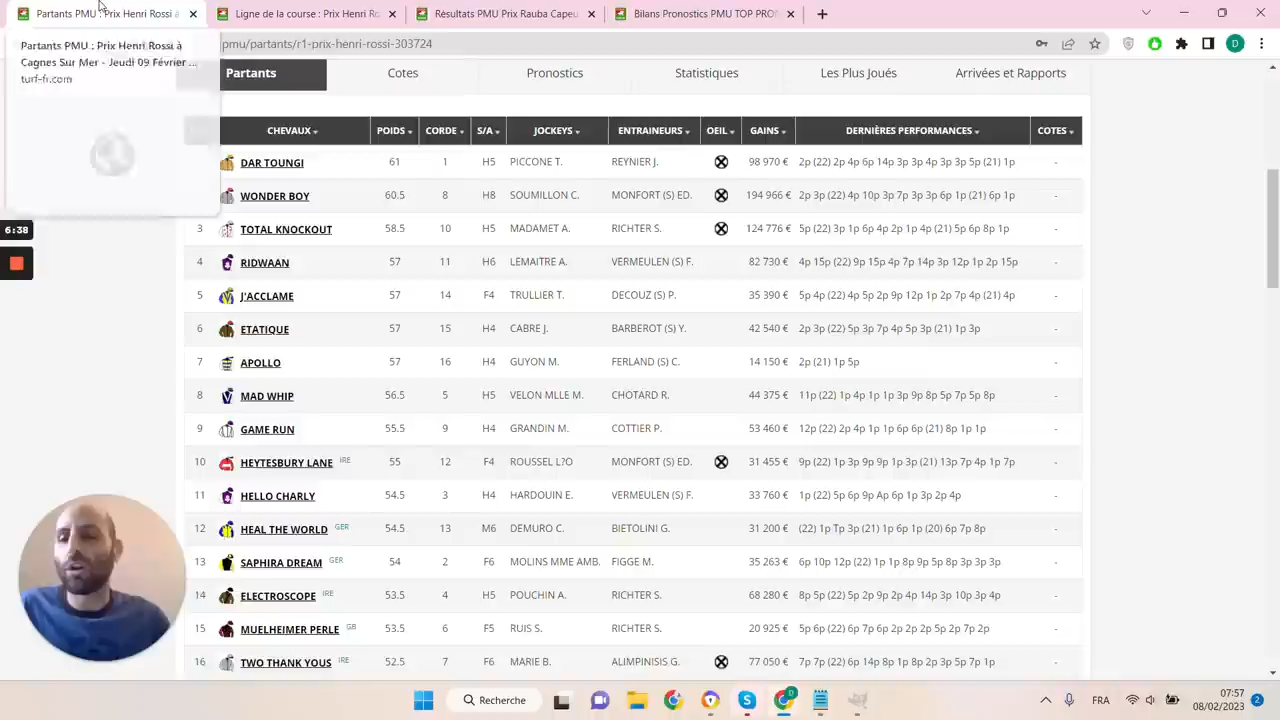 Partants PMU : Prix Henri Rossi à
Ligne de la course : Prix Henri Ro
Résultats PMU Prix Rauba Capeu
Bilans Pronostics PMU TOP PROI
Partants PMU : Prix Henri Rossi à
Cagnes Sur Mer - Jeudi 09 Février ...
turf-fr.com
pmu/partants/r1-prix-henri-rossi-303724
D
Partants Cotes Pronostics Statistiques Les Plus Joués Arrivées et Rapports
CHEVAUX POIDS CORDE S/A JOCKEYS ENTRAINEURS OEIL GAINS DERNIÈRES PERFORMANCES COTES
DAR TOUNGI 61 1 H5 PICCONE T. REYNIER J. 98 970 € 2p (22) 2p 4p 6p 14p 3p 3p 4p 3p 3p 5p (21) 1p -
WONDER BOY 60.5 8 H8 SOUMILLON C. MONFORT (S) ED. 194 966 € 2p 3p (22) 4p 10p 3p 7p 3p 3p 6p 1p (21) 6p 1p -
6:38
3 TOTAL KNOCKOUT 58.5 10 H5 MADAMET A. RICHTER S. 124 776 € 5p (22) 3p 1p 6p 4p 2p 1p 4p (21) 5p 6p 8p 1p -
4 RIDWAAN 57 11 H6 LEMAITRE A. VERMEULEN (S) F. 82 730 € 4p 15p (22) 9p 15p 4p 7p 14p 3p 12p 1p 2p 15p -
5 J'ACCLAME 57 14 F4 TRULLIER T. DECOUZ (S) P. 35 390 € 5p 4p (22) 4p 5p 2p 9p 12p 1p 2p 7p 4p (21) 4p -
6 ETATIQUE 57 15 H4 CABRE J. BARBEROT (S) Y. 42 540 € 2p 3p (22) 5p 3p 7p 4p 5p 3p (21) 1p 3p -
7 APOLLO 57 16 H4 GUYON M. FERLAND (S) C. 14 150 € 2p (21) 1p 5p -
8 MAD WHIP 56.5 5 H5 VELON MLLE M. CHOTARD R. 44 375 € 11p (22) 1p 4p 1p 1p 3p 9p 8p 5p 7p 5p 8p -
9 GAME RUN 55.5 9 H4 GRANDIN M. COTTIER P. 53 460 € 12p (22) 2p 4p 1p 1p 6p 6p (21) 8p 1p 1p -
10 HEYTESBURY LANE IRE 55 12 F4 ROUSSEL L?O MONFORT (S) ED. 31 455 € 9p (22) 1p 3p 9p 9p 1p 3p (21) 13p 7p 4p 1p 7p -
11 HELLO CHARLY 54.5 3 H4 HARDOUIN E. VERMEULEN (S) F. 33 760 € 1p (22) 5p 6p 9p Ap 6p 1p 3p 2p 4p -
12 HEAL THE WORLD GER 54.5 13 M6 DEMURO C. BIETOLINI G. 31 200 € (22) 1p Tp 3p (21) 1p 6p 1p (20) 6p 7p 8p -
13 SAPHIRA DREAM GER 54 2 F6 MOLINS MME AMB. FIGGE M. 35 263 € 6p 10p 12p (22) 1p 1p 8p 9p 5p 8p 3p 3p 3p -
14 ELECTROSCOPE IRE 53.5 4 H5 POUCHIN A. RICHTER S. 68 280 € 8p 5p (22) 5p 2p 9p 2p 4p 14p 3p 10p 3p 4p -
15 MUELHEIMER PERLE GB 53.5 6 F5 RUIS S. RICHTER S. 20 925 € 5p 6p (22) 6p 7p 6p 2p 2p 2p 5p 2p 7p 2p -
16 TWO THANK YOUS IRE 52.5 7 F6 MARIE B. ALIMPINISIS G. 77 050 € 7p 7p (22) 6p 14p 8p 1p 8p 2p 3p 5p 7p 1p -
Recherche
FRA
07:57
08/02/2023
2